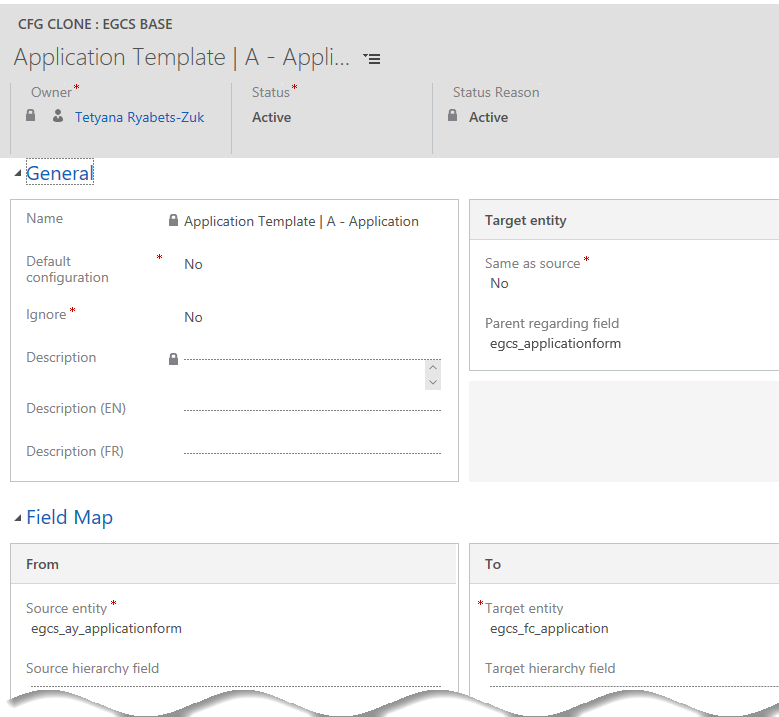 CFG CLONE : EGCS BASE
Application Template | A - Appli...
Owner*
Tetyana Ryabets-Zuk
Status*
Active
Status Reason
Active
General
Name
Application Template | A - Application
Default
configuration
*
No
Ignore*
No
Description
Description (EN)
Description (FR)
Target entity
Same as source*
No
Parent regarding field
egcs_applicationform
Field Map
From
Source entity*
egcs_ay_applicationform
Source hierarchy field
To
*Target entity
egcs_fc_application
Target hierarchy field